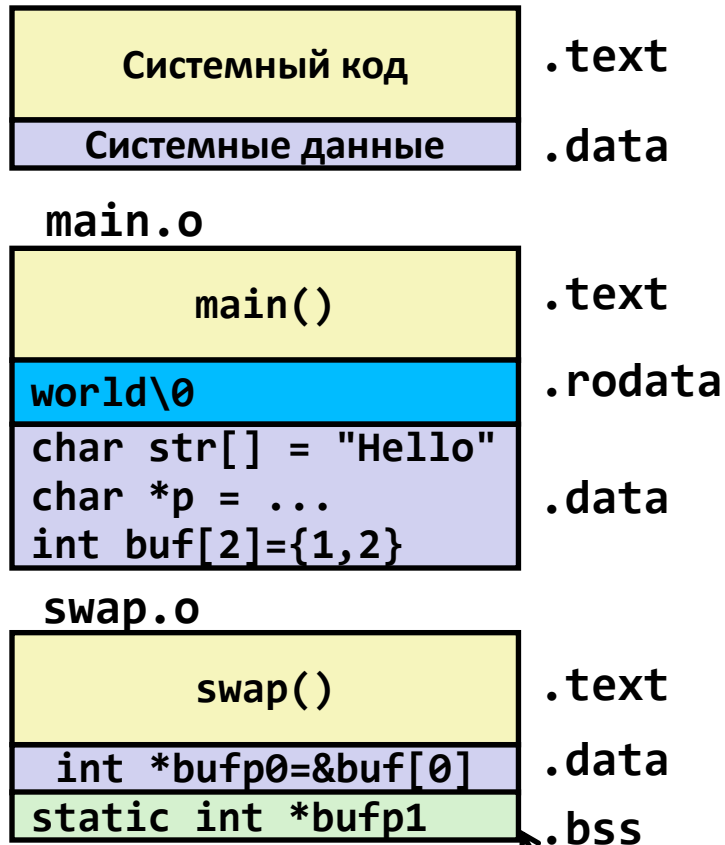 Системный код .text
Системные данные .data
main.o
main() .text
world\0 .rodata
char str[] = "Hello"
char *p = ... .data
int buf[2]={1,2}
swap.o
swap() .text
int *bufp0=&buf[0] .data
static int *bufp1 .bss